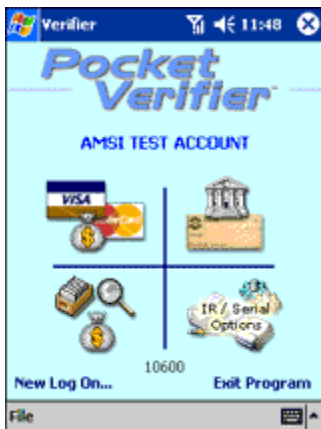 Verifier 11:48
Pocket
Verifier
AMSI TEST ACCOUNT
VISA
MasterCard
IR / Serial
Options
10600
New Log On... Exit Program
File